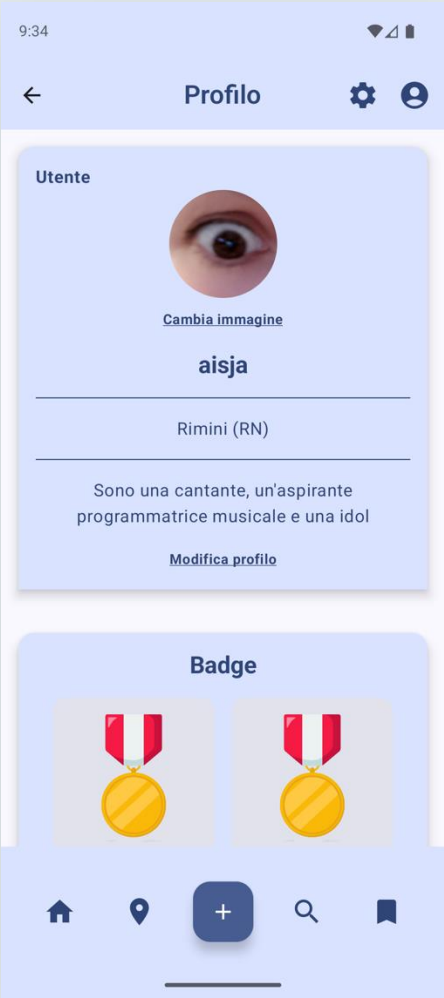 9:34
Profilo
Utente
Cambia immagine
aisja
Rimini (RN)
Sono una cantante, un'aspirante
programmatrice musicale e una idol
Modifica profilo
Badge